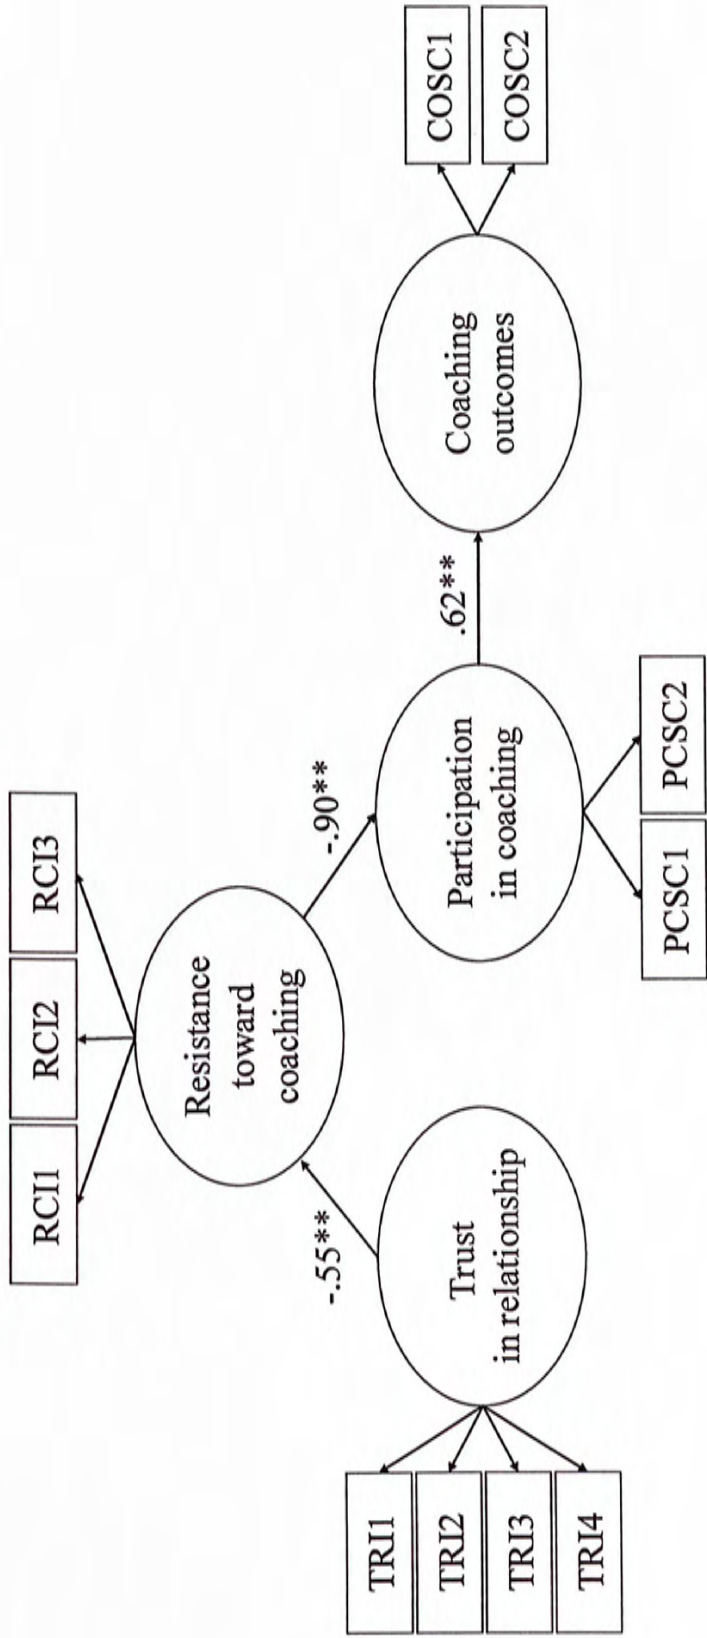 RCI1
RCI2
RCI3
Resistance
toward
coaching
-.55**
-.90**
TRI1
TRI2
TRI3
TRI4
Trust
in relationship
Participation
in coaching
.62**
Coaching
outcomes
COSC1
COSC2
PCSC1
PCSC2